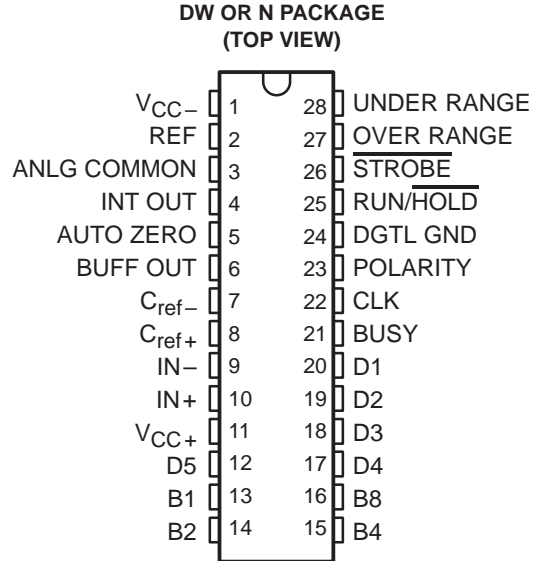 DW OR N PACKAGE
(TOP VIEW)
VCC− 1 28 UNDER RANGE
REF 2 27 OVER RANGE
ANLG COMMON 3 26 STROBE
INT OUT 4 25 RUN/HOLD
AUTO ZERO 5 24 DGTL GND
BUFF OUT 6 23 POLARITY
Cref− 7 22 CLK
Cref+ 8 21 BUSY
IN− 9 20 D1
IN+ 10 19 D2
VCC+ 11 18 D3
D5 12 17 D4
B1 13 16 B8
B2 14 15 B4